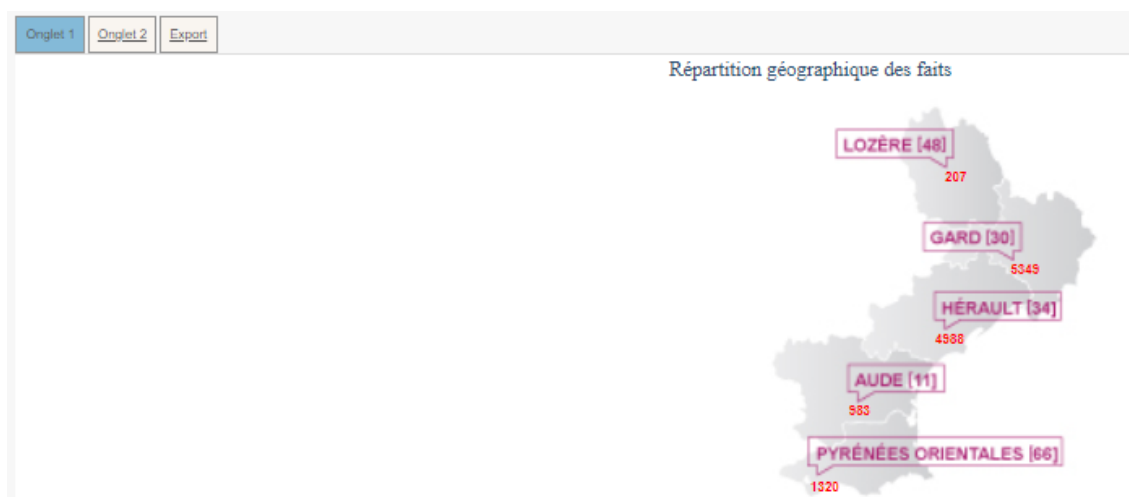 Onglet 1 Onglet 2 Export
Répartition géographique des faits
LOZÈRE [48]
207
GARD [30]
5349
HÉRAULT [34]
4988
AUDE [11]
983
PYRÉNÉES ORIENTALES [66]
1320